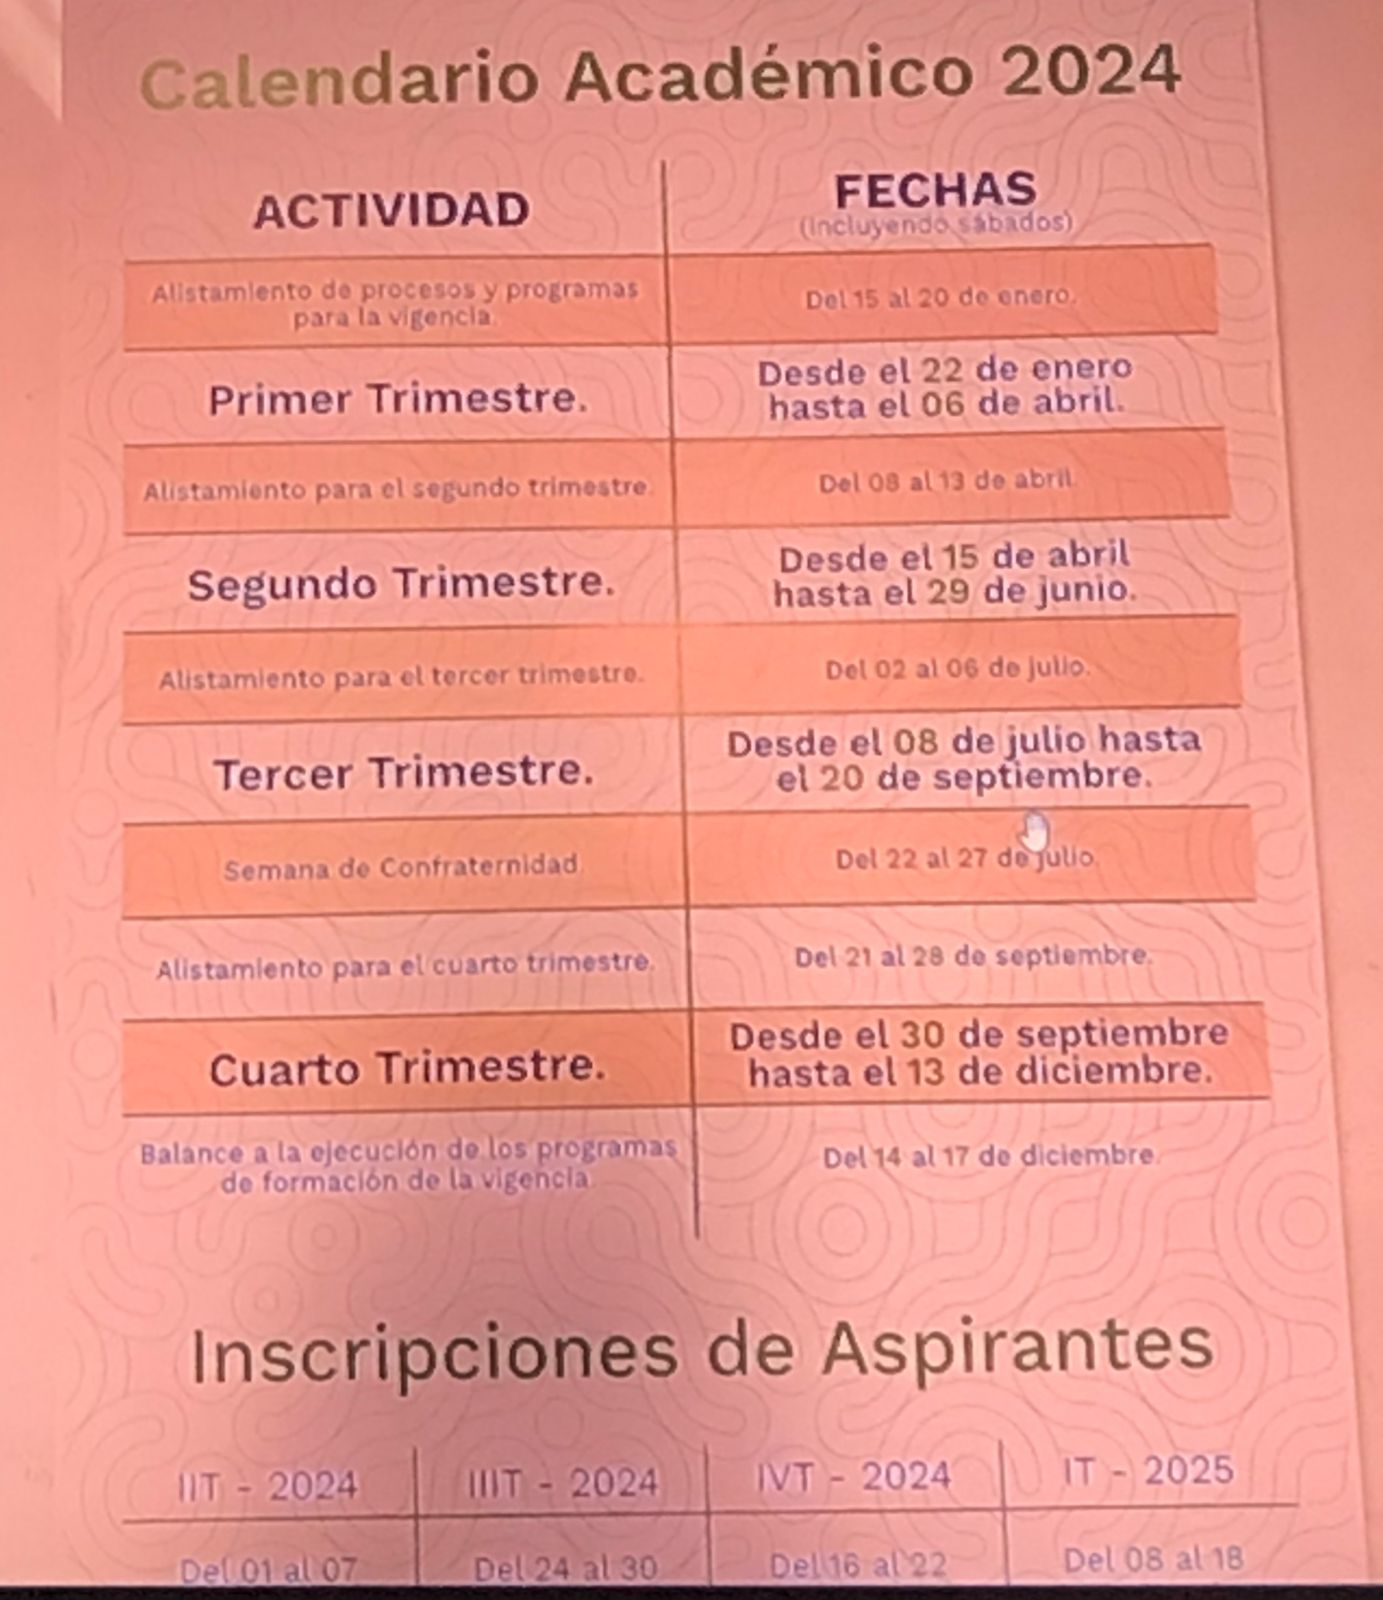 Calendario Académico 2024
ACTIVIDAD
FECHAS
(Incluyendo sábados)
Alistamiento de procesos y programas
para la vigencia.
Del 15 al 20 de enero.
Primer Trimestre.
Desde el 22 de enero
hasta el 06 de abril.
Alistamiento para el segundo trimestre.
Del 08 al 13 de abril.
Segundo Trimestre.
Desde el 15 de abril
hasta el 29 de junio.
Alistamiento para el tercer trimestre.
Del 02 al 06 de julio.
Tercer Trimestre.
Desde el 08 de julio hasta
el 20 de septiembre.
Semana de Confraternidad
Del 22 al 27 de julio.
Alistamiento para el cuarto trimestre.
Del 21 al 28 de septiembre.
Cuarto Trimestre.
Desde el 30 de septiembre
hasta el 13 de diciembre.
Balance a la ejecución de los programas
de formación de la vigencia
Del 14 al 17 de diciembre.
Inscripciones de Aspirantes
IIT - 2024
IIIT - 2024
IVT - 2024
IT - 2025
Del 01 al 07
Del 24 al 30
Del 16 al 22
Del 08 al 18